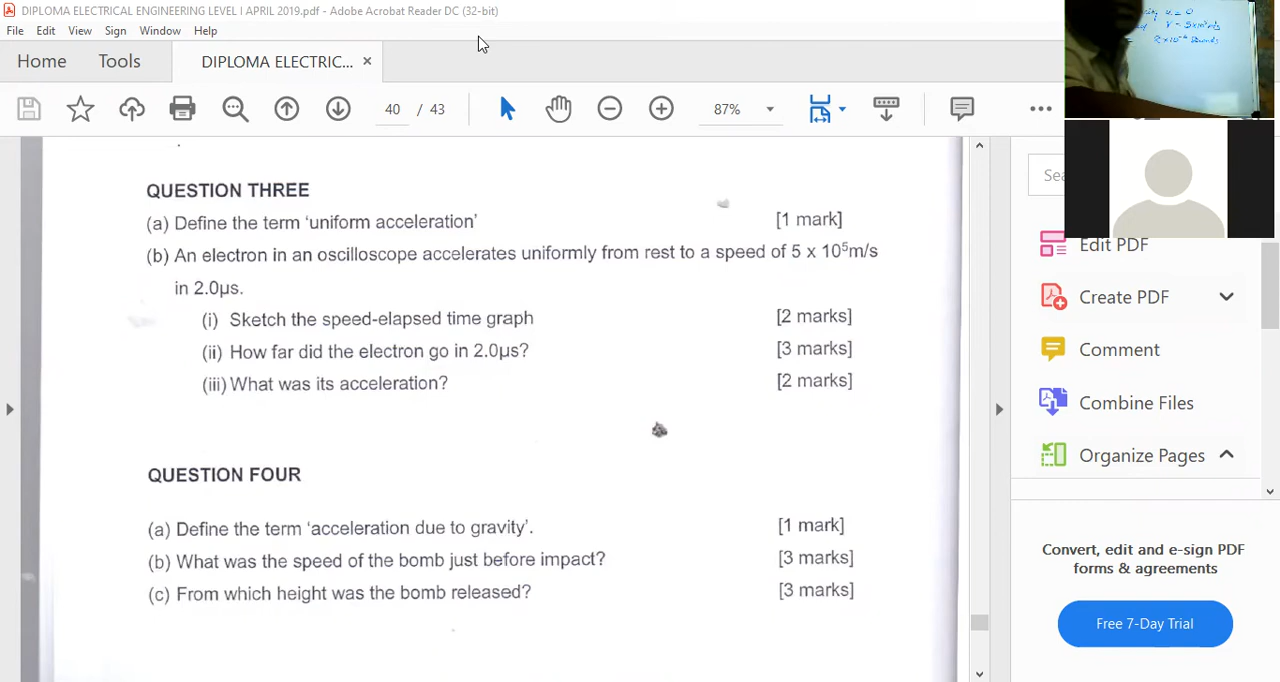 DIPLOMA ELECTRICAL ENGINEERING LEVEL I APRIL 2019.pdf - Adobe Acrobat Reader DC (32-bit)
File Edit View Sign Window Help
Home Tools DIPLOMA ELECTRIC... ×
40 / 43 87%
QUESTION THREE
(a) Define the term ‘uniform acceleration’ [1 mark]
(b) An electron in an oscilloscope accelerates uniformly from rest to a speed of 5 x 10⁵m/s
in 2.0µs.
(i) Sketch the speed-elapsed time graph [2 marks]
(ii) How far did the electron go in 2.0µs? [3 marks]
(iii) What was its acceleration? [2 marks]
QUESTION FOUR
(a) Define the term ‘acceleration due to gravity’. [1 mark]
(b) What was the speed of the bomb just before impact? [3 marks]
(c) From which height was the bomb released? [3 marks]
Edit PDF
Create PDF
Comment
Combine Files
Organize Pages
Convert, edit and e-sign PDF
forms & agreements
Free 7-Day Trial